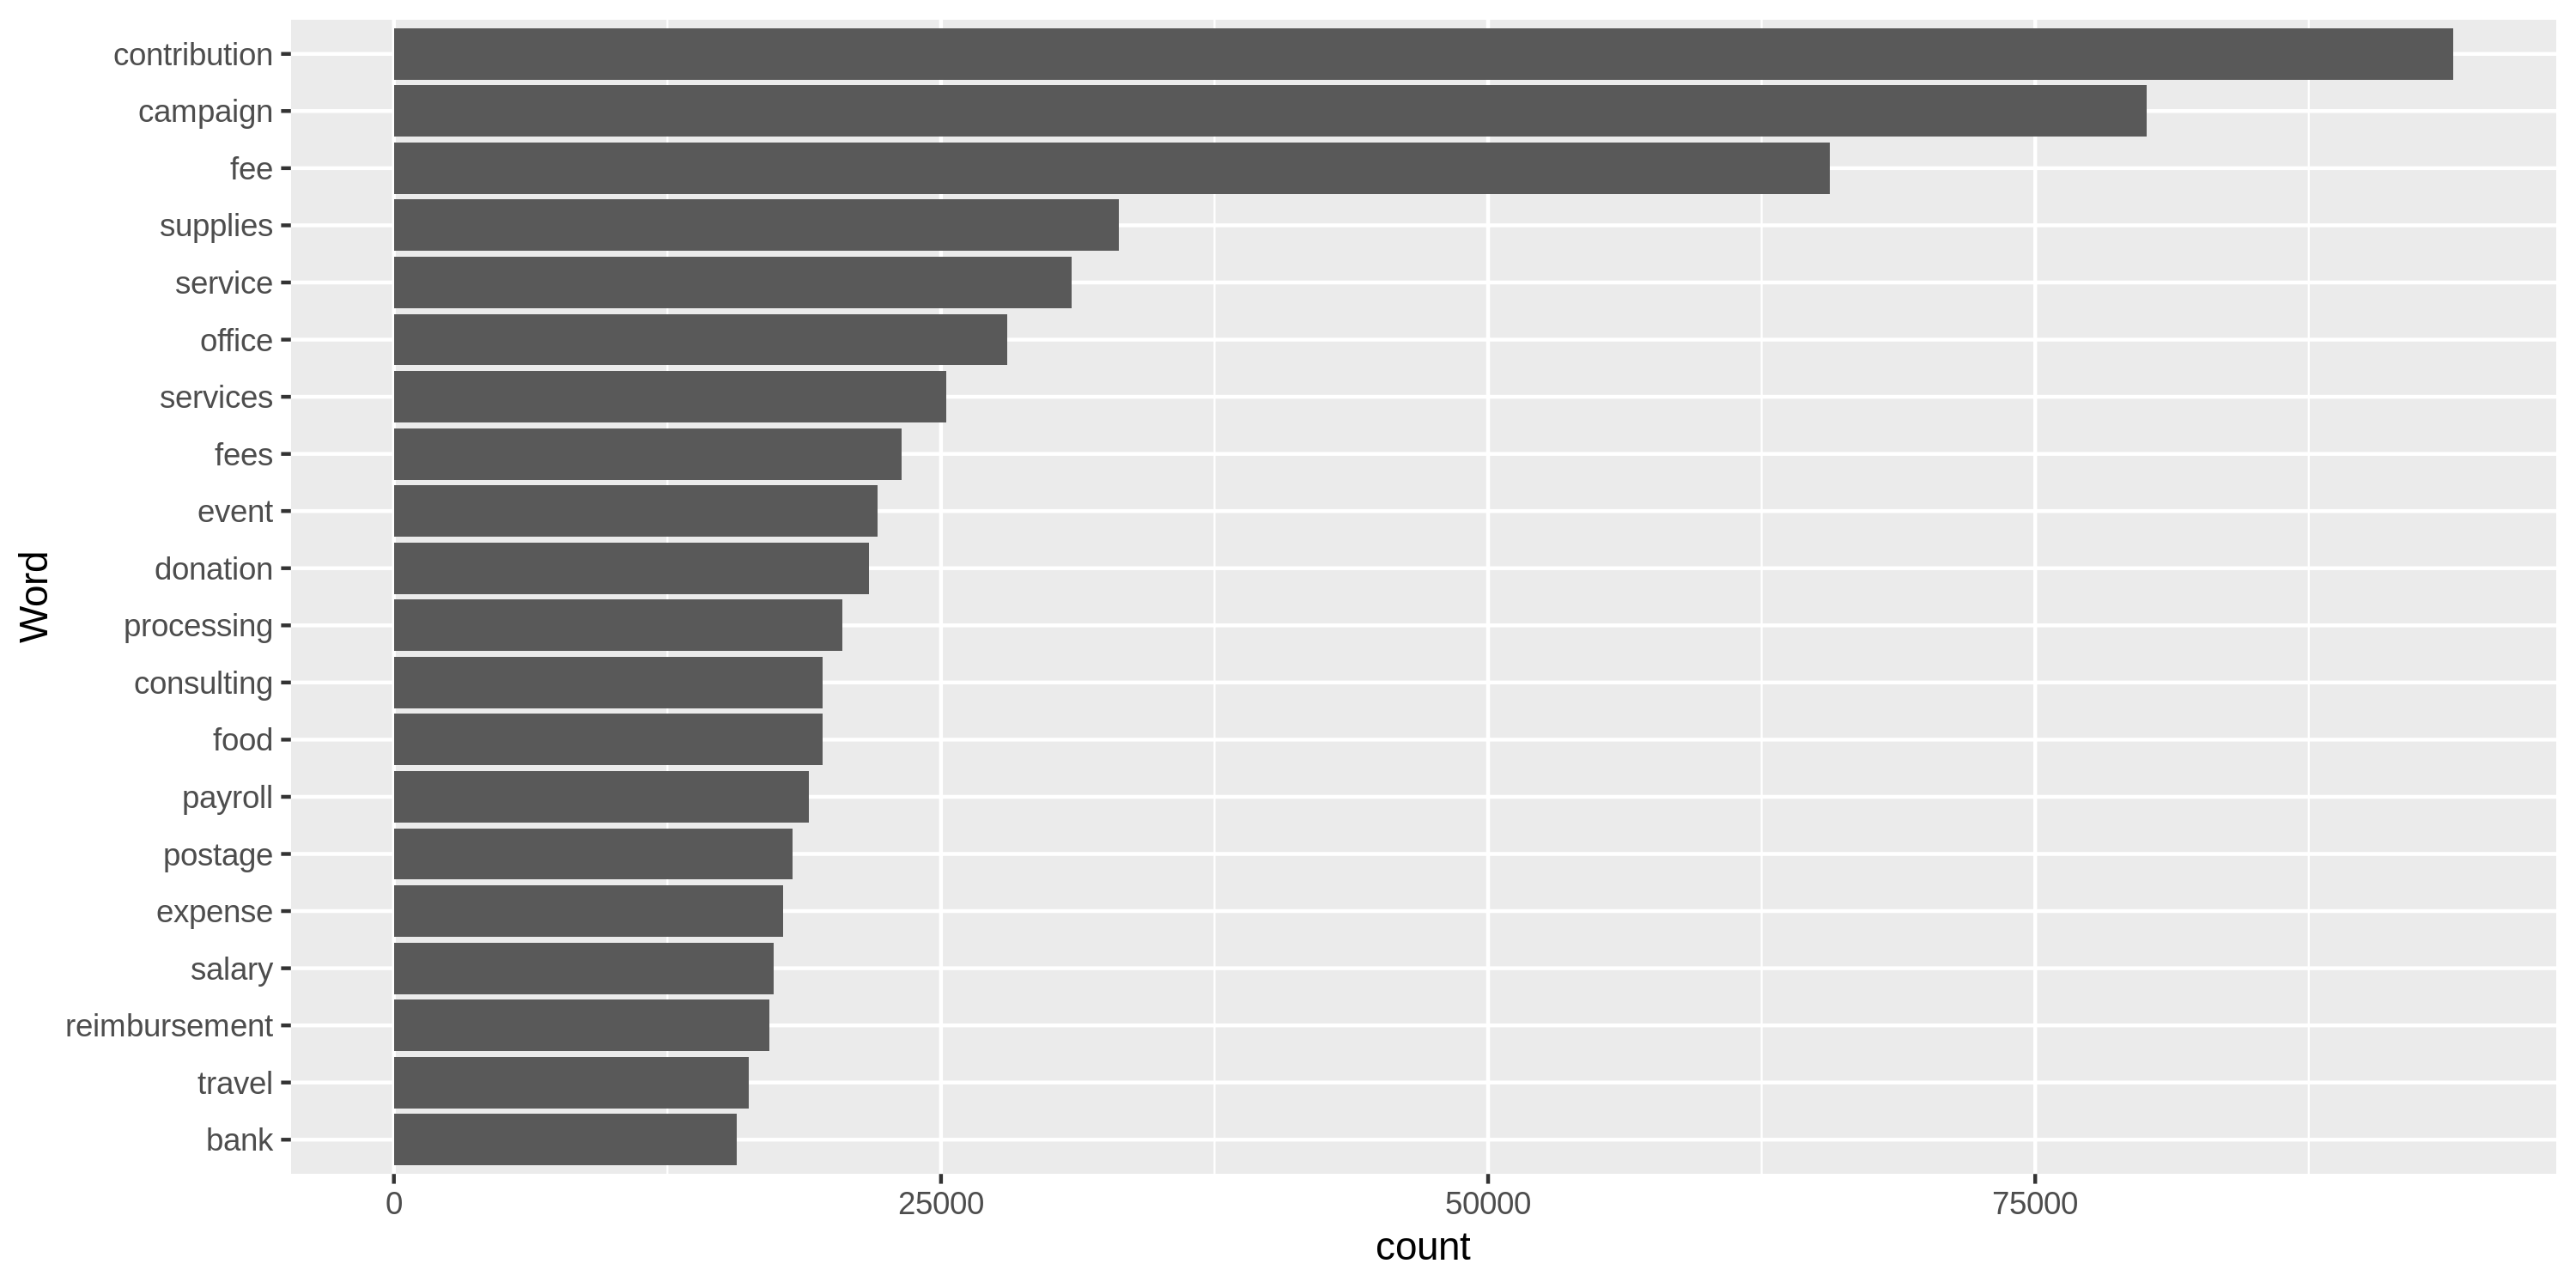 contribution
campaign
fee
supplies
service
office
services
fees
event
donation
processing
consulting
food
payroll
postage
expense
salary
reimbursement
travel
bank
Word
0 25000 50000 75000
count